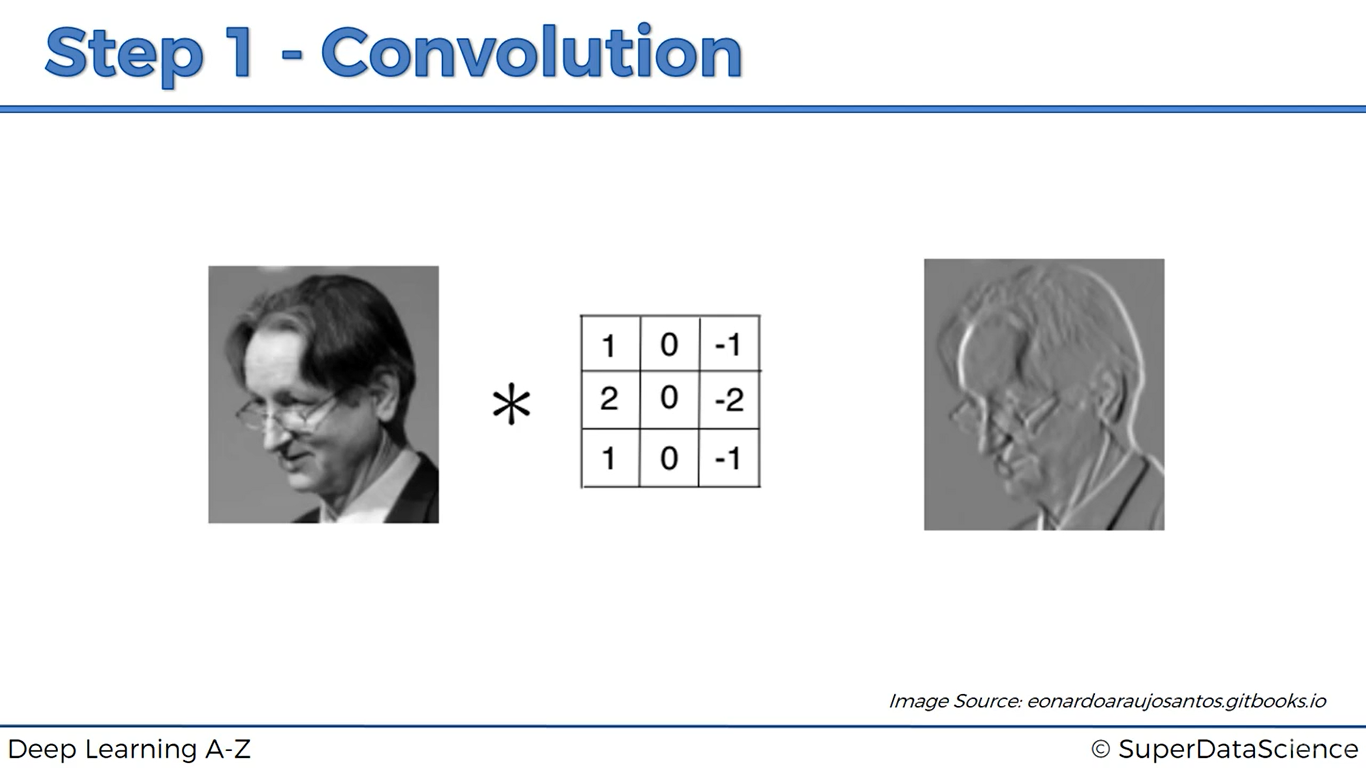 Step 1 - Convolution
*
1 0 -1
2 0 -2
1 0 -1
Image Source: eonardoaraujosantos.gitbooks.io
Deep Learning A-Z
© SuperDataScience